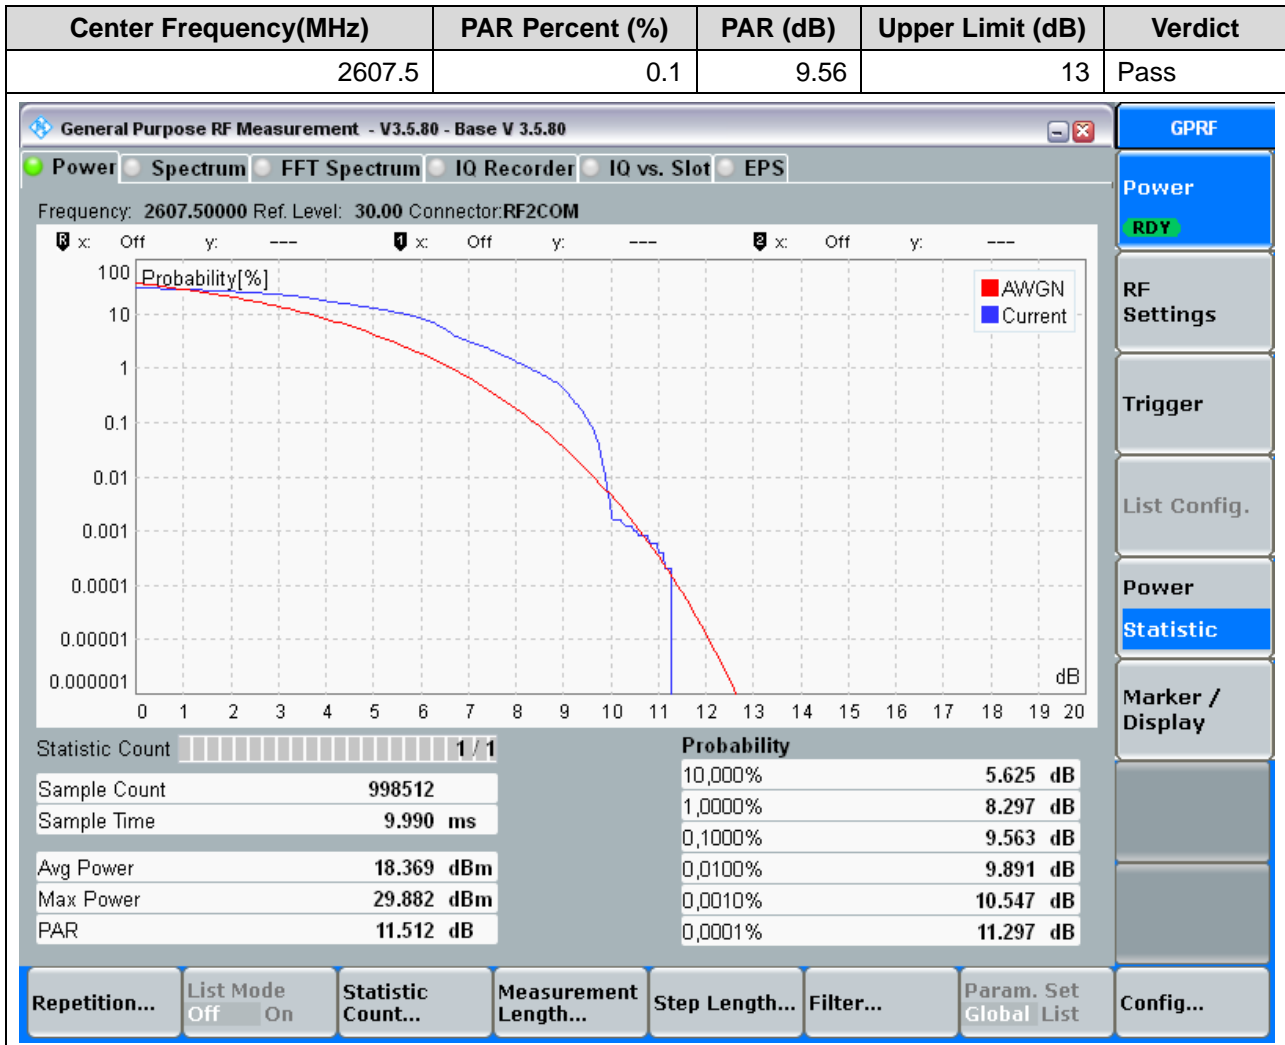 Center Frequency(MHz) PAR Percent (%) PAR (dB) Upper Limit (dB) Verdict
2607.5 0.1 9.56 13 Pass
General Purpose RF Measurement - V3.5.80 - Base V 3.5.80
GPRF
Power Spectrum FFT Spectrum IQ Recorder IQ vs. Slot EPS
Frequency: 2607.50000 Ref. Level: 30.00 Connector:RF2COM
R x: Off y: --- 1 x: Off y: --- 2 x: Off y: ---
Probability[%]
100
10
1
0.1
0.01
0.001
0.0001
0.00001
0.000001
AWGN
Current
dB
0 1 2 3 4 5 6 7 8 9 10 11 12 13 14 15 16 17 18 19 20
Statistic Count 1 / 1
Sample Count 998512
Sample Time 9.990 ms
Avg Power 18.369 dBm
Max Power 29.882 dBm
PAR 11.512 dB
Probability
10,000% 5.625 dB
1,0000% 8.297 dB
0,1000% 9.563 dB
0,0100% 9.891 dB
0,0010% 10.547 dB
0,0001% 11.297 dB
Power
RDY
RF
Settings
Trigger
List Config.
Power
Statistic
Marker /
Display
Repetition...
List Mode
Off On
Statistic
Count...
Measurement
Length...
Step Length...
Filter...
Param. Set
Global List
Config...